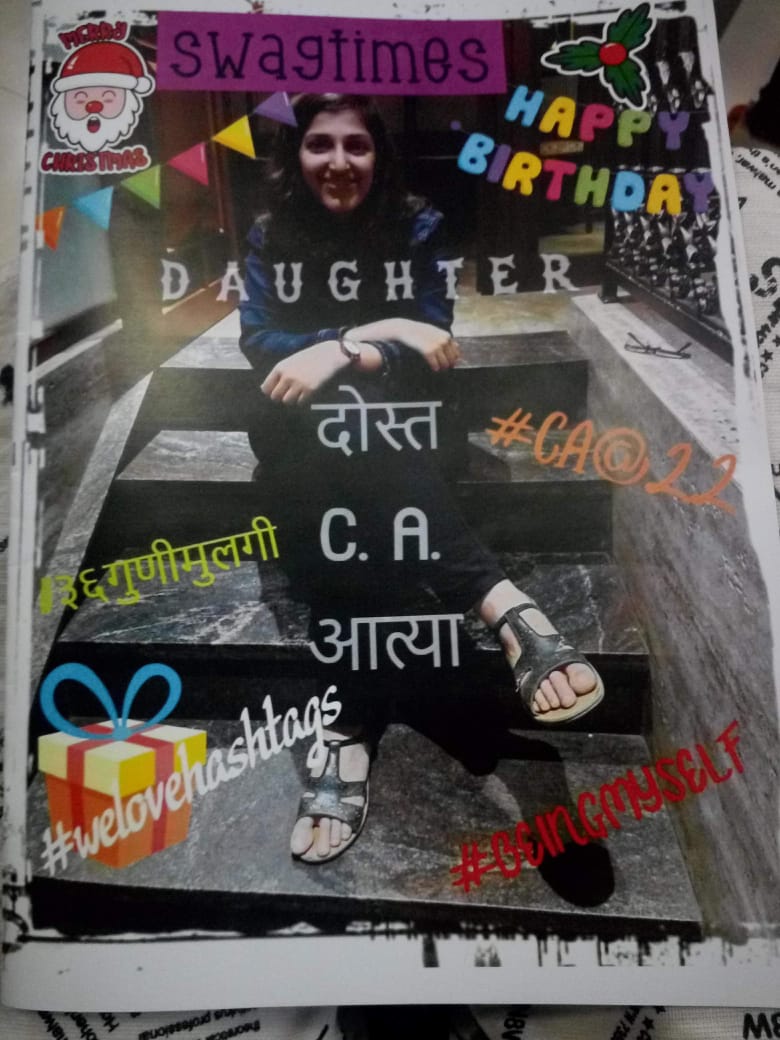 swagtimes
MERRY
CHRISTMAS
HAPPY
BIRTHDAY
DAUGHTER
दोस्त
#CA@22
C. A.
#३६गुणीमुलगी
आत्या
#welovehashtags
#BEINGMYSELF